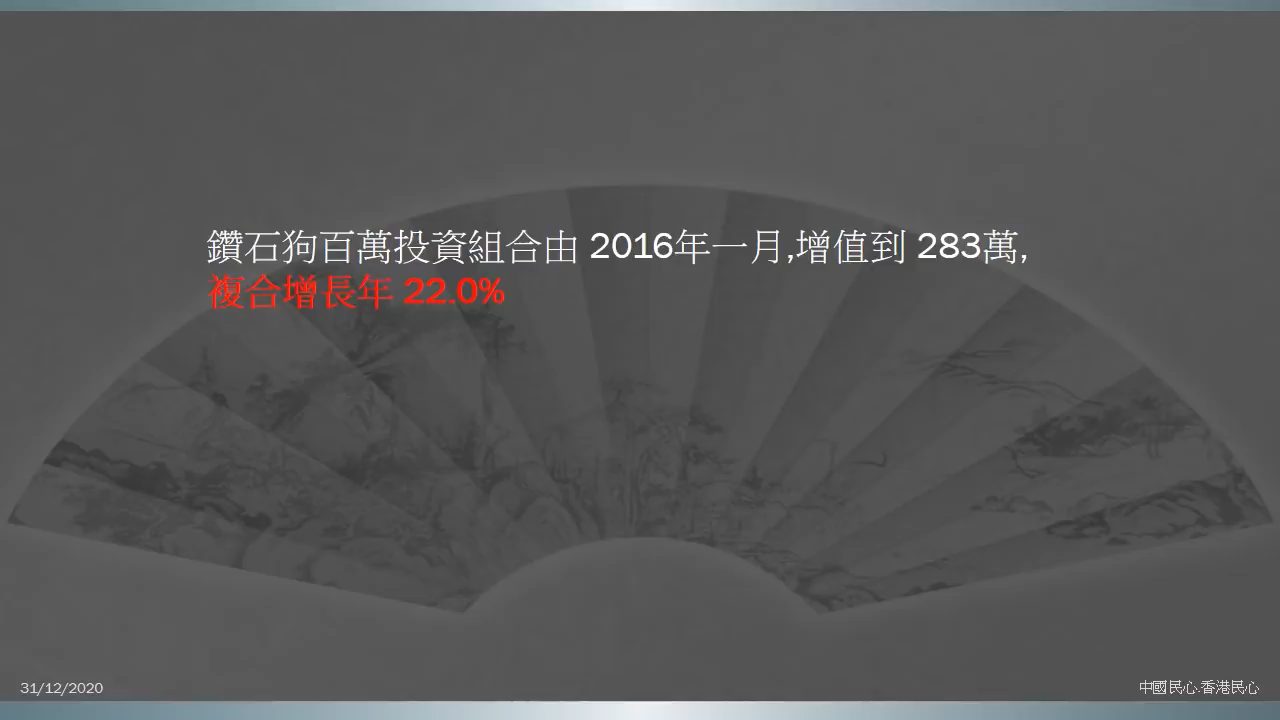 鑽石狗百萬投資組合由 2016年一月,增值到 283萬,
複合增長年 22.0%
31/12/2020
中國民心.香港民心